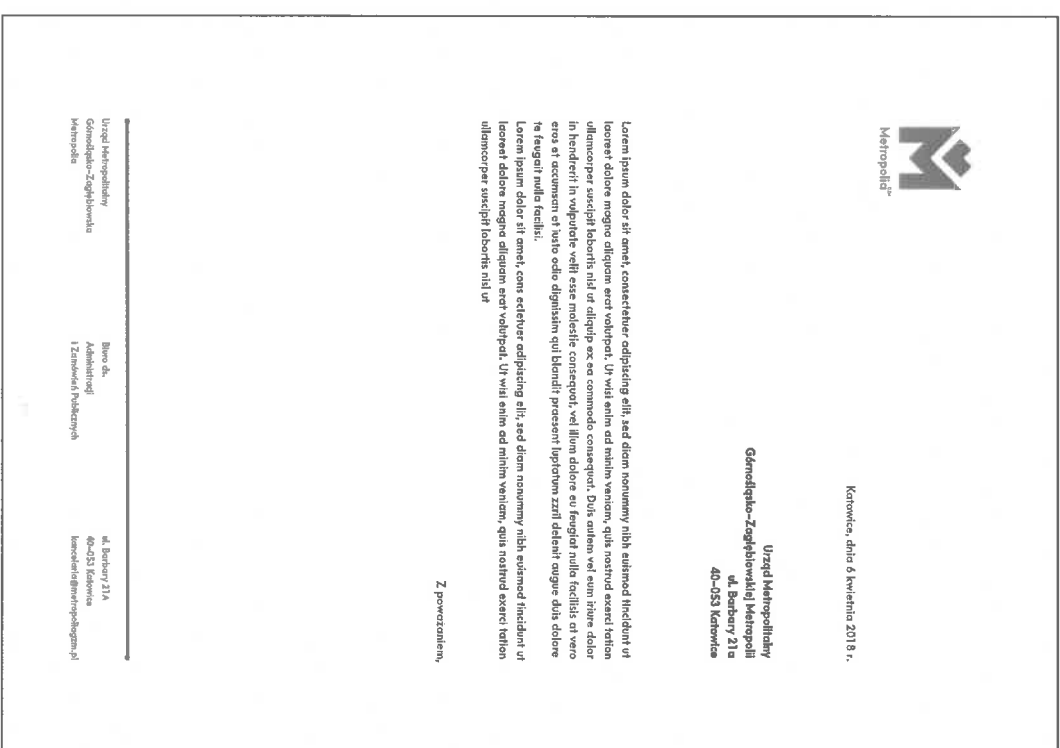 Metropolia
Katowice, dnia 6 kwietnia 2018 r.
Urząd Metropolitalny
Górnośląsko-Zagłębiowskiej Metropolii
ul. Barbary 21a
40-053 Katowice
Lorem ipsum dolor sit amet, consectetuer adipiscing elit, sed diam nonummy nibh euismod tincidunt ut
laoreet dolore magna aliquam erat volutpat. Ut wisi enim ad minim veniam, quis nostrud exerci tation
ullamcorper suscipit lobortis nisl ut aliquip ex ea commodo consequat. Duis autem vel eum iriure dolor
in hendrerit in vulputate velit esse molestie consequat, vel illum dolore eu feugiat nulla facilisis at vero
eros et accumsan et iusto odio dignissim qui blandit praesent luptatum zzril delenit augue duis dolore
te feugait nulla facilisi.
Lorem ipsum dolor sit amet, cons ectetuer adipiscing elit, sed diam nonummy nibh euismod tincidunt ut
laoreet dolore magna aliquam erat volutpat. Ut wisi enim ad minim veniam, quis nostrud exerci tation
ullamcorper suscipit lobortis nisl ut
Z poważaniem,
Urząd Metropolitalny
Górnośląsko-Zagłębiowska
Metropolia
Biuro ds.
Administracji
i Zamówień Publicznych
ul. Barbary 21A
40-053 Katowice
kancelaria@metropoliagzm.pl